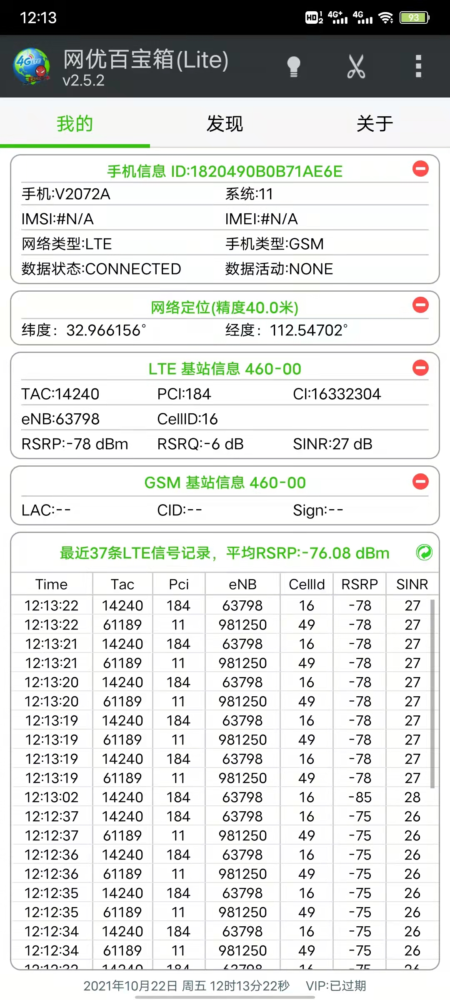 12:13 HD 1 2 4G+ 4G 93
4G LTE
网优百宝箱(Lite)
v2.5.2
我的 发现 关于
手机信息 ID:1820490B0B71AE6E
手机:V2072A 系统:11
IMSI:#N/A IMEI:#N/A
网络类型:LTE 手机类型:GSM
数据状态:CONNECTED 数据活动:NONE
网络定位(精度40.0米)
纬度：32.966156° 经度：112.54702°
LTE 基站信息 460-00
TAC:14240 PCI:184 CI:16332304
eNB:63798 CellID:16
RSRP:-78 dBm RSRQ:-6 dB SINR:27 dB
GSM 基站信息 460-00
LAC:-- CID:-- Sign:--
最近37条LTE信号记录，平均RSRP:-76.08 dBm
Time Tac Pci eNB CellId RSRP SINR
12:13:22 14240 184 63798 16 -78 27
12:13:22 61189 11 981250 49 -78 27
12:13:21 14240 184 63798 16 -78 27
12:13:21 61189 11 981250 49 -78 27
12:13:20 14240 184 63798 16 -78 27
12:13:20 61189 11 981250 49 -78 27
12:13:19 14240 184 63798 16 -78 27
12:13:19 61189 11 981250 49 -78 27
12:13:19 14240 184 63798 16 -78 27
12:13:19 61189 11 981250 49 -78 27
12:13:02 14240 184 63798 16 -85 28
12:12:37 14240 184 63798 16 -75 26
12:12:37 61189 11 981250 49 -75 26
12:12:36 14240 184 63798 16 -75 26
12:12:36 61189 11 981250 49 -75 26
12:12:35 14240 184 63798 16 -75 26
12:12:35 61189 11 981250 49 -75 26
12:12:34 14240 184 63798 16 -75 26
12:12:34 61189 11 981250 49 -75 26
2021年10月22日 周五 12时13分22秒 VIP:已过期